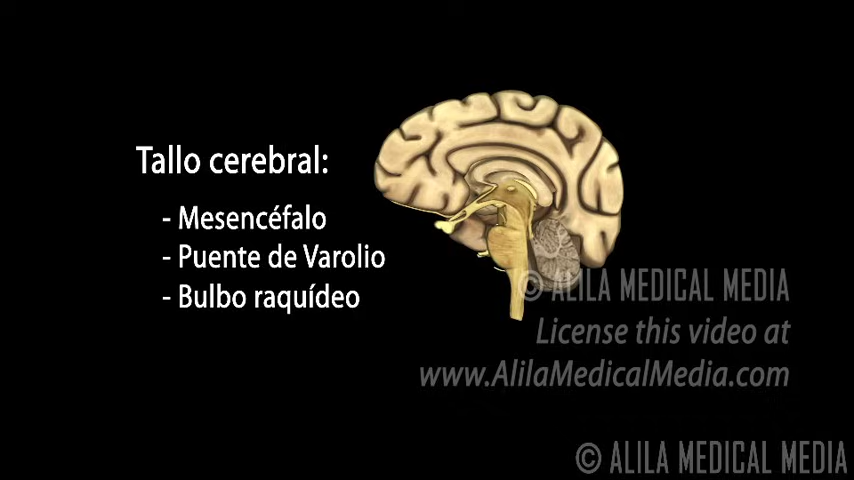 Tallo cerebral:
- Mesencéfalo
- Puente de Varolio
- Bulbo raquídeo
© ALILA MEDICAL MEDIA
License this video at
www.AlilaMedicalMedia.com
© ALILA MEDICAL MEDIA